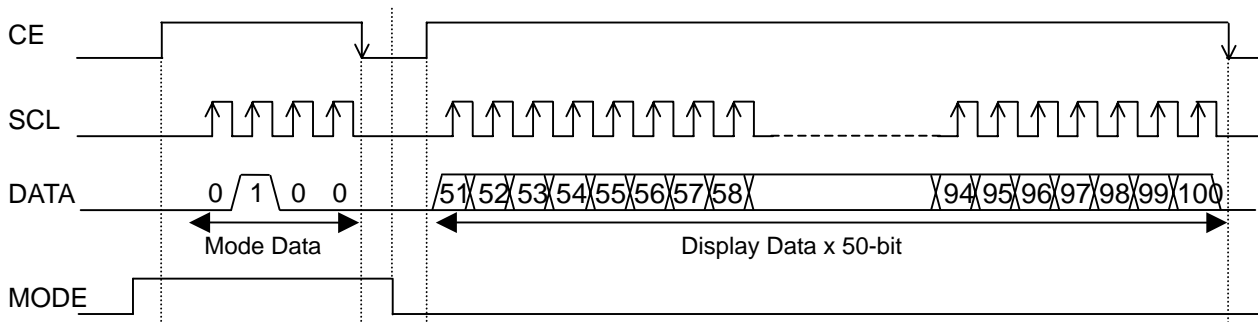 CE
SCL
DATA 0 1 0 0 51 52 53 54 55 56 57 58 94 95 96 97 98 99 100
Mode Data Display Data x 50-bit
MODE